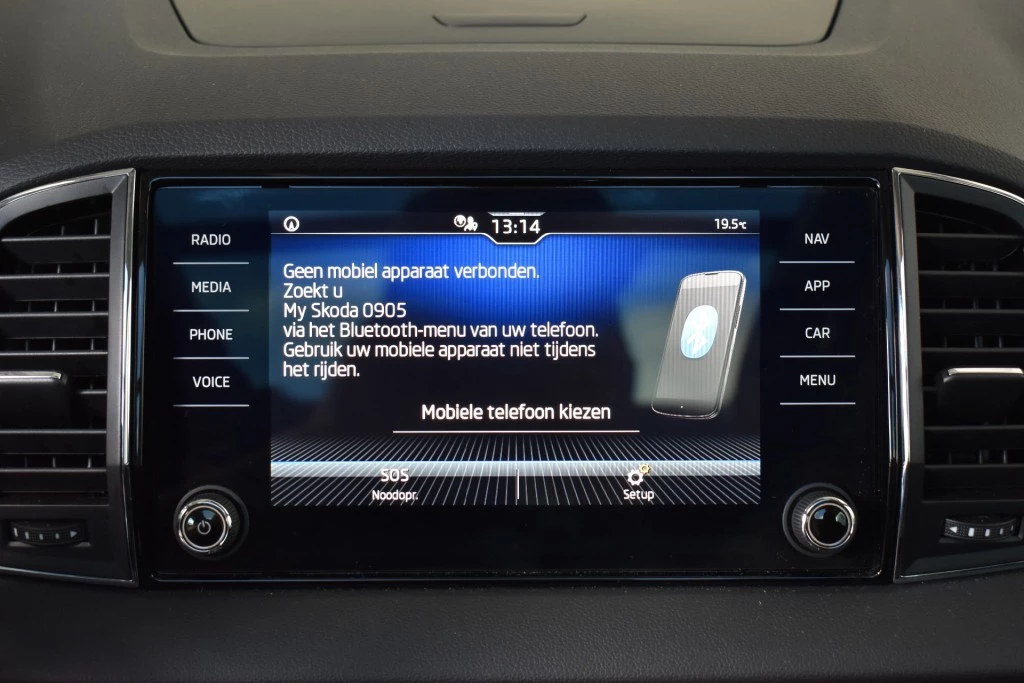 13:14
19.5°C
RADIO
MEDIA
PHONE
VOICE
Geen mobiel apparaat verbonden.
Zoekt u
My Skoda 0905
via het Bluetooth-menu van uw telefoon.
Gebruik uw mobiele apparaat niet tijdens
het rijden.
Mobiele telefoon kiezen
SOS
Noodopr.
Setup
NAV
APP
CAR
MENU